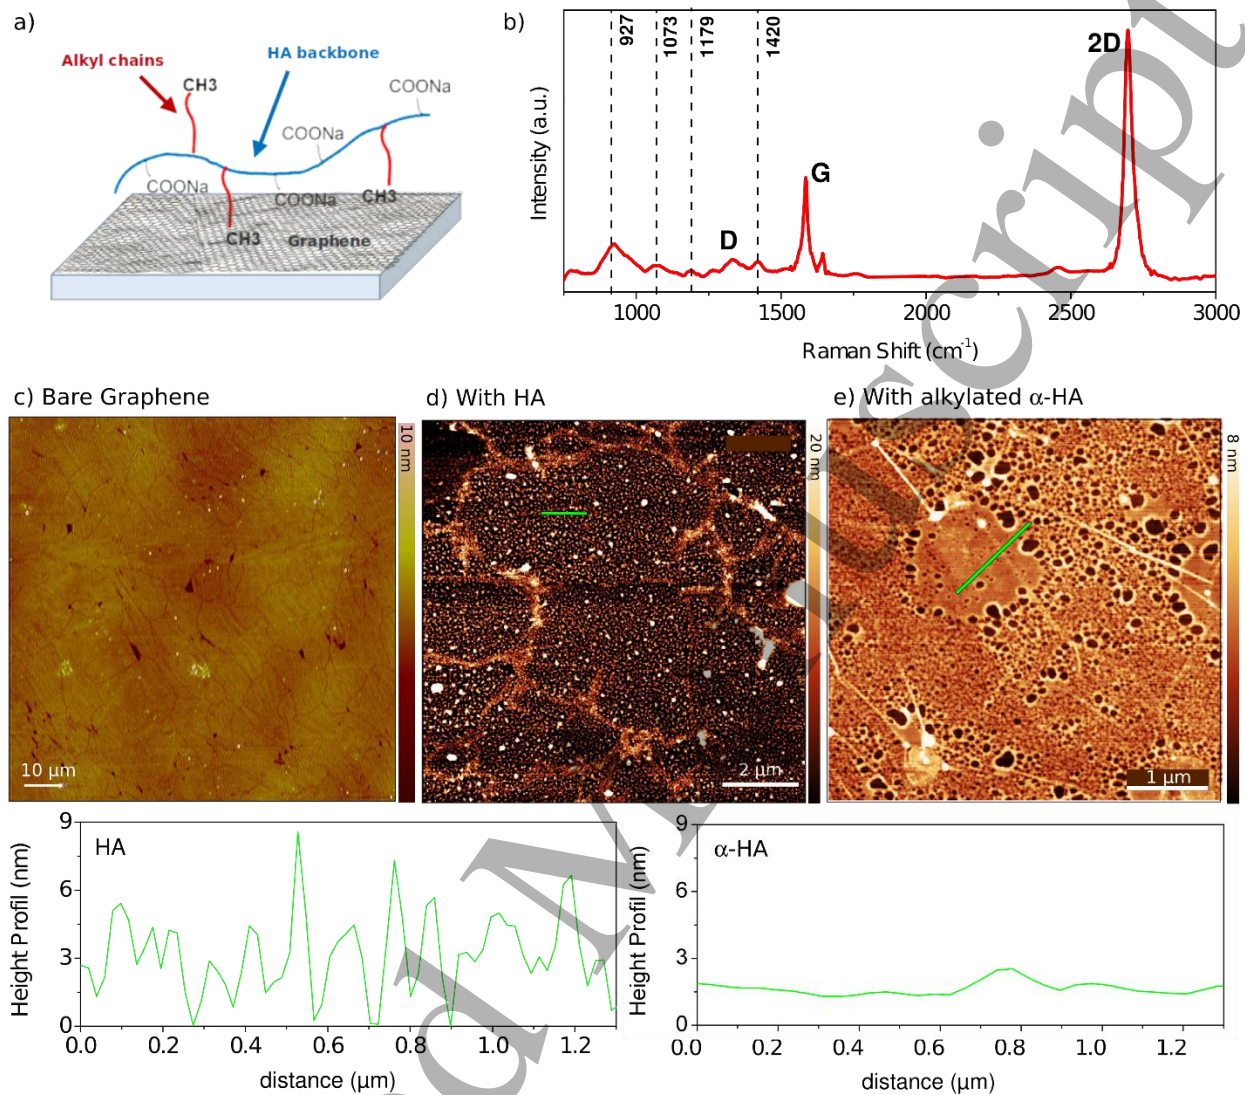 a)
Alkyl chains
HA backbone
CH3
COONa
COONa
COONa
COONa
CH3
CH3
Graphene
b)
927
1073
1179
1420
2D
G
D
Intensity (a.u.)
1000 1500 2000 2500 3000
Raman Shift (cm-1)
c) Bare Graphene
10 nm
10 µm
d) With HA
20 nm
2 µm
e) With alkylated α-HA
8 nm
1 µm
HA
Height Profil (nm)
9
6
3
0
0.0 0.2 0.4 0.6 0.8 1.0 1.2
distance (µm)
α-HA
Height Profil (nm)
9
6
3
0
0.0 0.2 0.4 0.6 0.8 1.0 1.2
distance (µm)